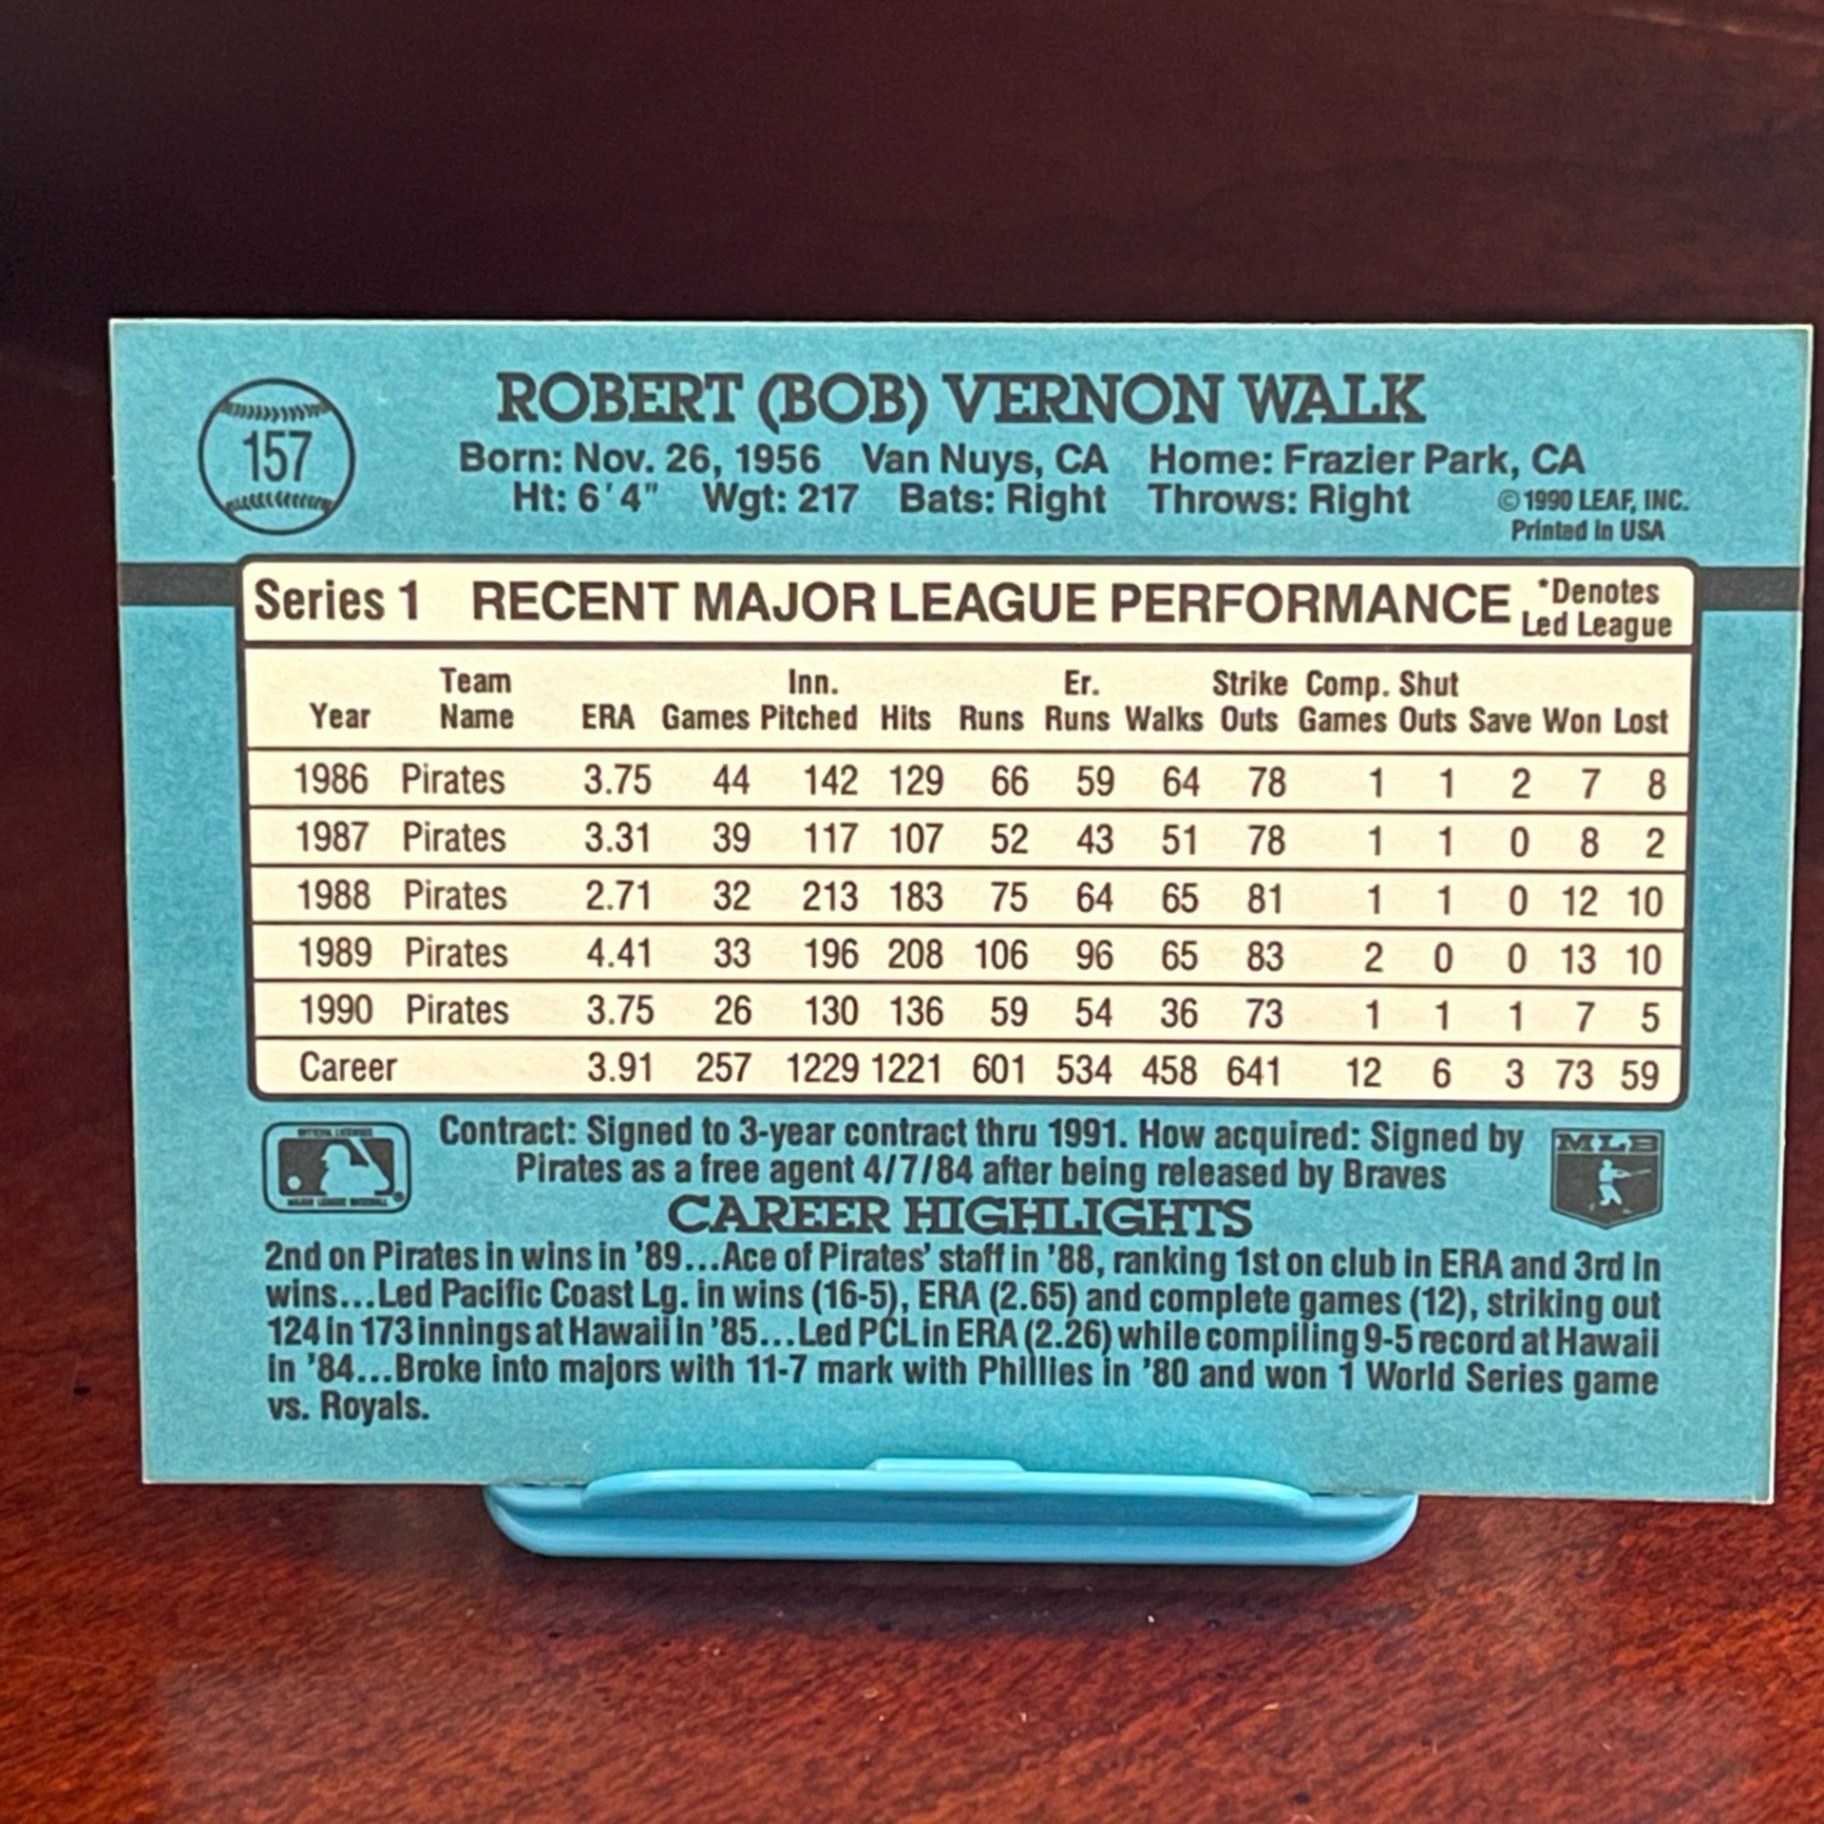 157
ROBERT (BOB) VERNON WALK
Born: Nov. 26, 1956 Van Nuys, CA Home: Frazier Park, CA
Ht: 6'4" Wgt: 217 Bats: Right Throws: Right
© 1990 LEAF, INC.
Printed in USA
Series 1 RECENT MAJOR LEAGUE PERFORMANCE *Denotes
Led League
Team Inn. Er. Strike Comp. Shut
Year Name ERA Games Pitched Hits Runs Runs Walks Outs Games Outs Save Won Lost
1986 Pirates 3.75 44 142 129 66 59 64 78 1 1 2 7 8
1987 Pirates 3.31 39 117 107 52 43 51 78 1 1 0 8 2
1988 Pirates 2.71 32 213 183 75 64 65 81 1 1 0 12 10
1989 Pirates 4.41 33 196 208 106 96 65 83 2 0 0 13 10
1990 Pirates 3.75 26 130 136 59 54 36 73 1 1 1 7 5
Career 3.91 257 1229 1221 601 534 458 641 12 6 3 73 59
OFFICIAL LICENSEE
MAJOR LEAGUE BASEBALL
Contract: Signed to 3-year contract thru 1991. How acquired: Signed by
Pirates as a free agent 4/7/84 after being released by Braves
MLB
CAREER HIGHLIGHTS
2nd on Pirates in wins in '89...Ace of Pirates' staff in '88, ranking 1st on club in ERA and 3rd in
wins...Led Pacific Coast Lg. in wins (16-5), ERA (2.65) and complete games (12), striking out
124 in 173 innings at Hawaii in '85...Led PCL in ERA (2.26) while compiling 9-5 record at Hawaii
in '84...Broke into majors with 11-7 mark with Phillies in '80 and won 1 World Series game
vs. Royals.